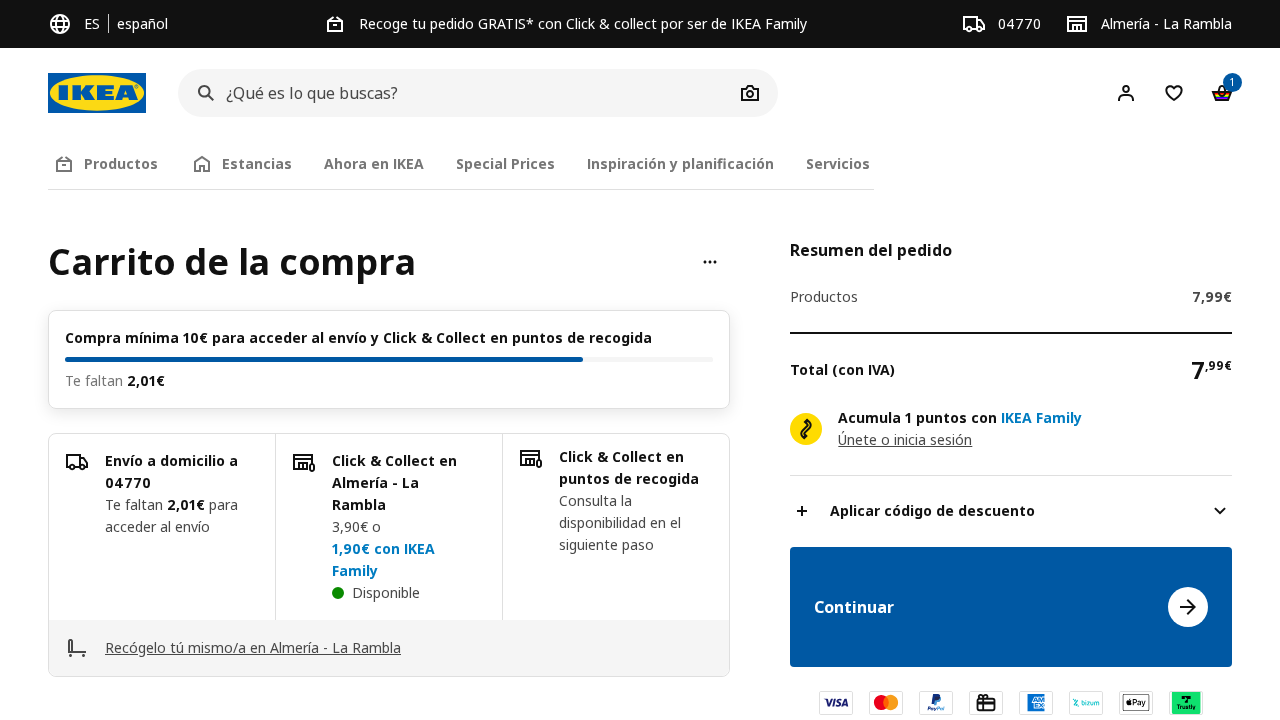 ES español
Recoge tu pedido GRATIS* con Click & collect por ser de IKEA Family
04770
Almería - La Rambla
IKEA
¿Qué es lo que buscas?
1
Productos
Estancias
Ahora en IKEA
Special Prices
Inspiración y planificación
Servicios
Carrito de la compra
Compra mínima 10€ para acceder al envío y Click & Collect en puntos de recogida
Te faltan 2,01€
Envío a domicilio a
04770
Te faltan 2,01€ para
acceder al envío
Click & Collect en
Almería - La
Rambla
3,90€ o
1,90€ con IKEA
Family
Disponible
Click & Collect en
puntos de recogida
Consulta la
disponibilidad en el
siguiente paso
Recógelo tú mismo/a en Almería - La Rambla
Resumen del pedido
Productos 7,99€
Total (con IVA) 7,99€
Acumula 1 puntos con IKEA Family
Únete o inicia sesión
Aplicar código de descuento
Continuar
VISA
PayPal
AM
EX
bizum
Pay
Trustly